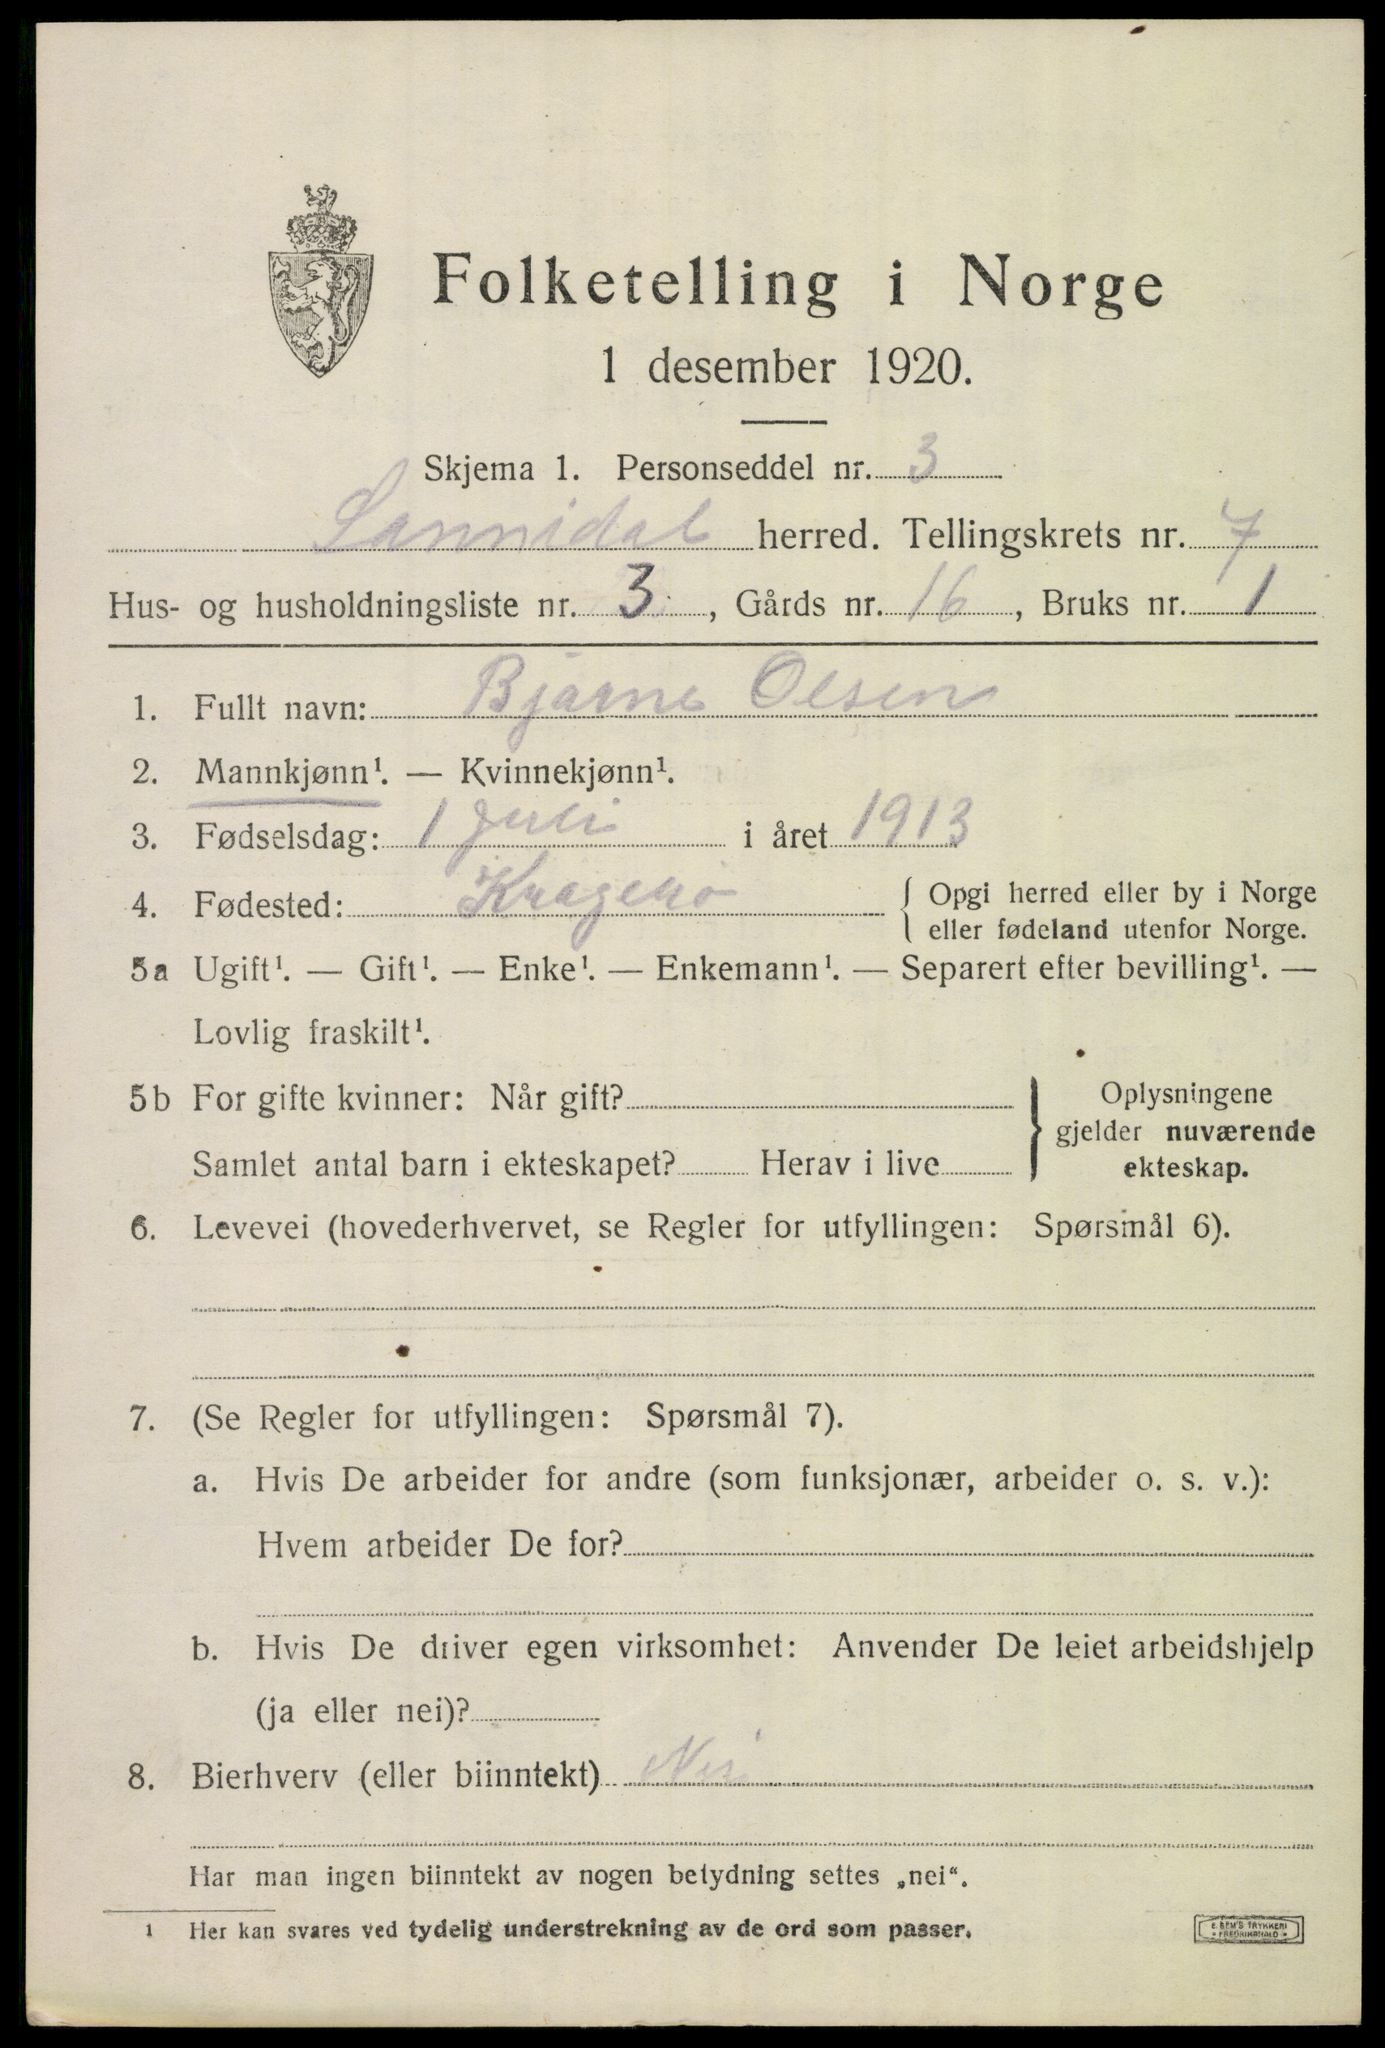 Folketelling i Norge
1 desember 1920.
Skjema 1. Personseddel nr. 3
Sannidal herred. Tellingskrets nr. 7
Hus- og husholdningsliste nr. 3, Gårds nr. 16, Bruks nr. 1
1. Fullt navn: Bjarne Olsen
2. Mannkjønn¹. — Kvinnekjønn¹.
3. Fødselsdag: 1 Juli i året 1913
4. Fødested: Kragerø { Opgi herred eller by i Norge
eller fødeland utenfor Norge.
5a Ugift¹. — Gift¹. — Enke¹. — Enkemann¹. — Separert efter bevilling¹. —
Lovlig fraskilt¹.
5b For gifte kvinner: Når gift? } Oplysningene
gjelder nuværende
Samlet antal barn i ekteskapet? Herav i live
ekteskap.
6. Levevei (hovederhvervet, se Regler for utfyllingen: Spørsmål 6).
7. (Se Regler for utfyllingen: Spørsmål 7).
a. Hvis De arbeider for andre (som funksjonær, arbeider o. s. v.):
Hvem arbeider De for?
b. Hvis De driver egen virksomhet: Anvender De leiet arbeidshjelp
(ja eller nei)?
8. Bierhverv (eller biinntekt) Nei
Har man ingen biinntekt av nogen betydning settes „nei“.
1 Her kan svares ved tydelig understrekning av de ord som passer.
E. SEM'S TRYKKERI
FREDRIKSHALD